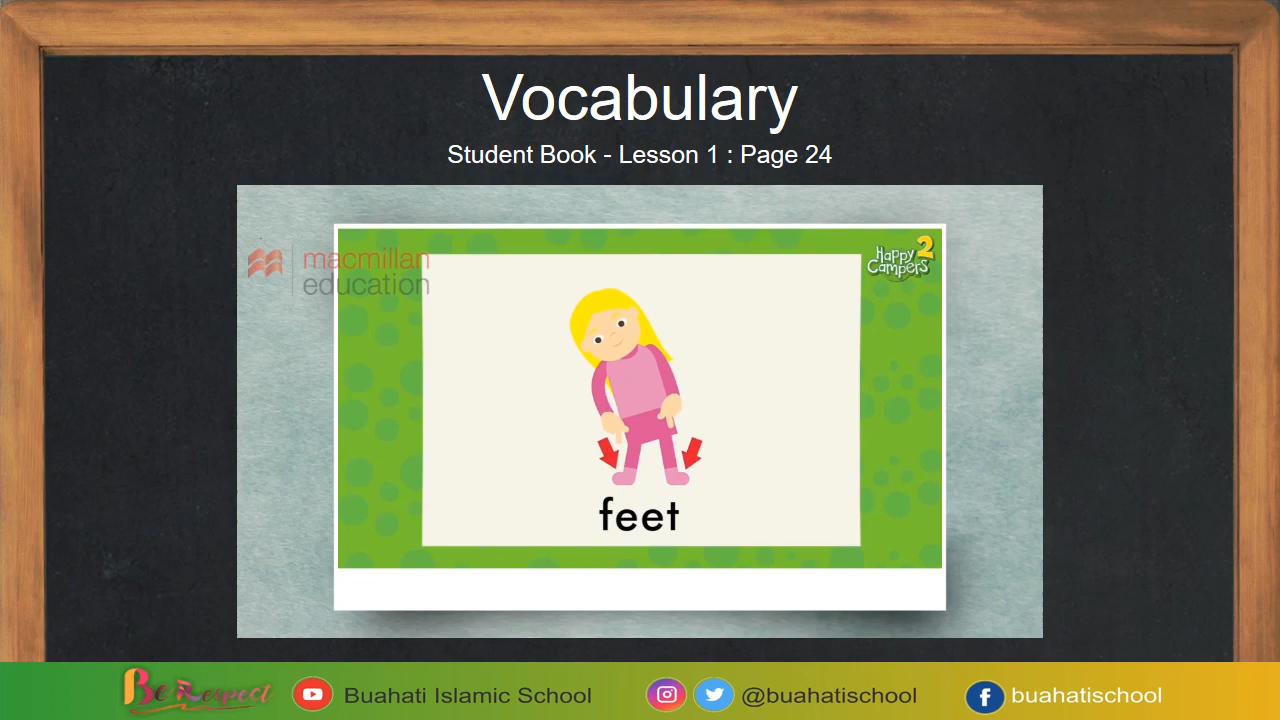 Vocabulary
Student Book - Lesson 1 : Page 24
macmillan
education
Happy 2
Campers
feet
Be Respect
Buahati Islamic School
@buahatischool
buahatischool